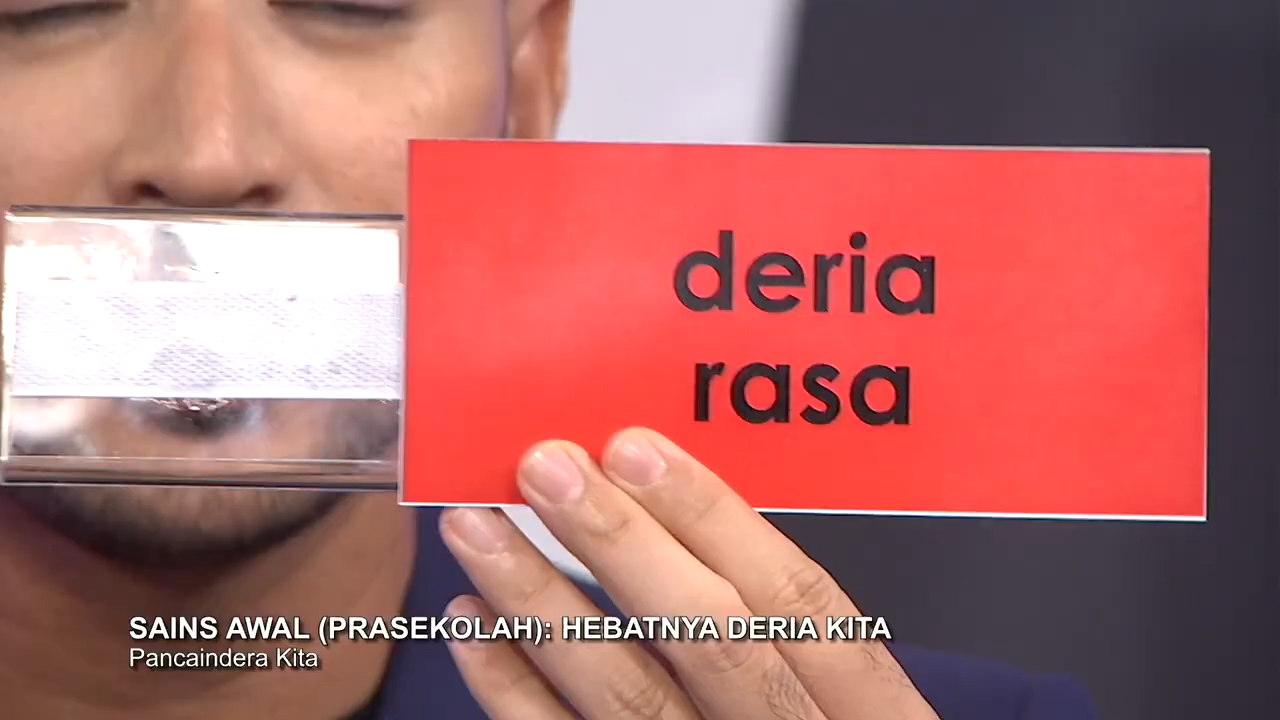 deria
rasa
SAINS AWAL (PRASEKOLAH): HEBATNYA DERIA KITA
Pancaindera Kita